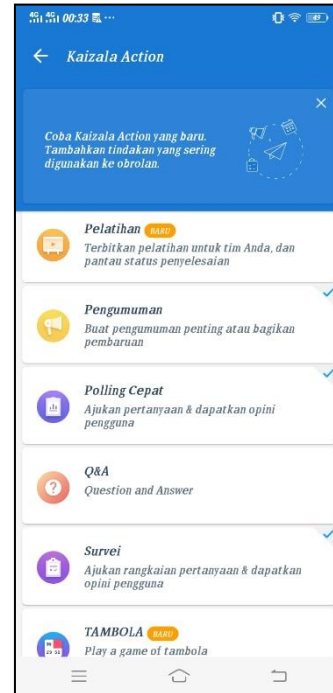 4G 4G 00:33 ...
Kaizala Action
Coba Kaizala Action yang baru.
Tambahkan tindakan yang sering
digunakan ke obrolan.
Pelatihan BARU
Terbitkan pelatihan untuk tim Anda, dan
pantau status penyelesaian
Pengumuman
Buat pengumuman penting atau bagikan
pembaruan
Polling Cepat
Ajukan pertanyaan & dapatkan opini
pengguna
Q&A
Question and Answer
Survei
Ajukan rangkaian pertanyaan & dapatkan
opini pengguna
TAMBOLA BARU
Play a game of tambola